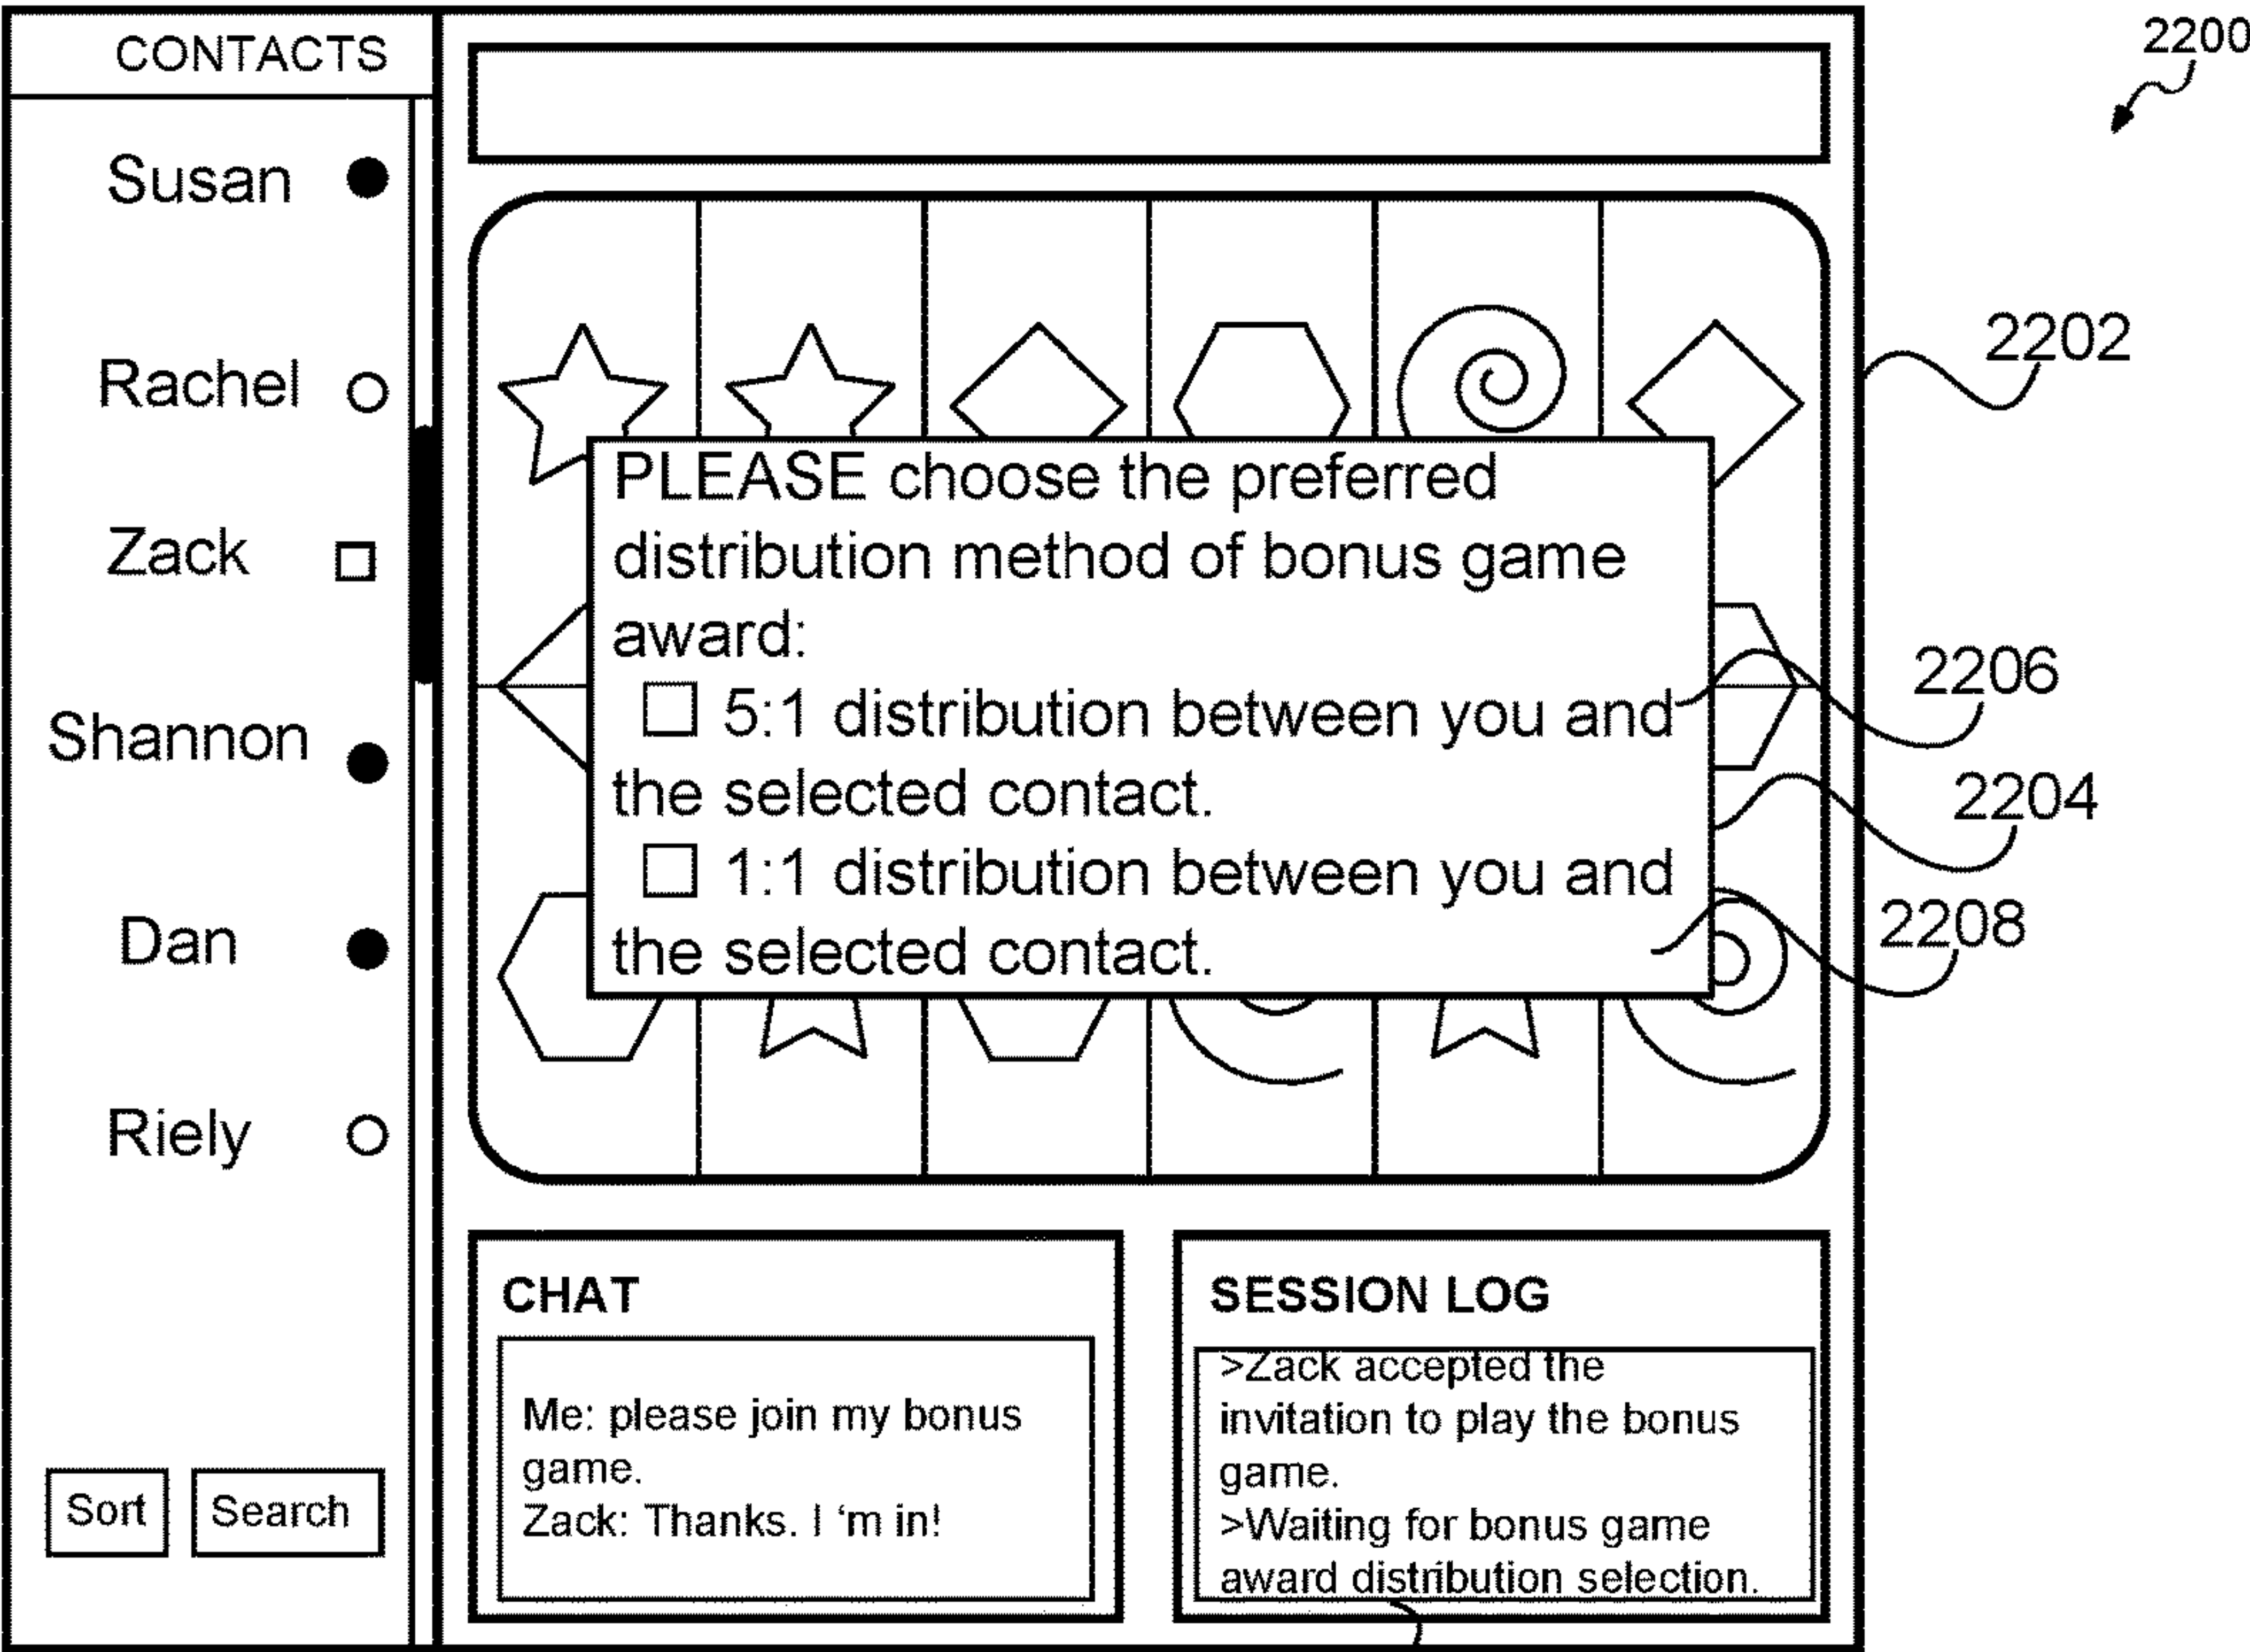 CONTACTS
Susan
Rachel
Zack
Shannon
Dan
Riely
Sort
Search
PLEASE choose the preferred
distribution method of bonus game
award:
5:1 distribution between you and
the selected contact.
1:1 distribution between you and
the selected contact.
CHAT
Me: please join my bonus
game.
Zack: Thanks. I ‘m in!
SESSION LOG
>Zack accepted the
invitation to play the bonus
game.
>Waiting for bonus game
award distribution selection.
2200
2202
2206
2204
2208